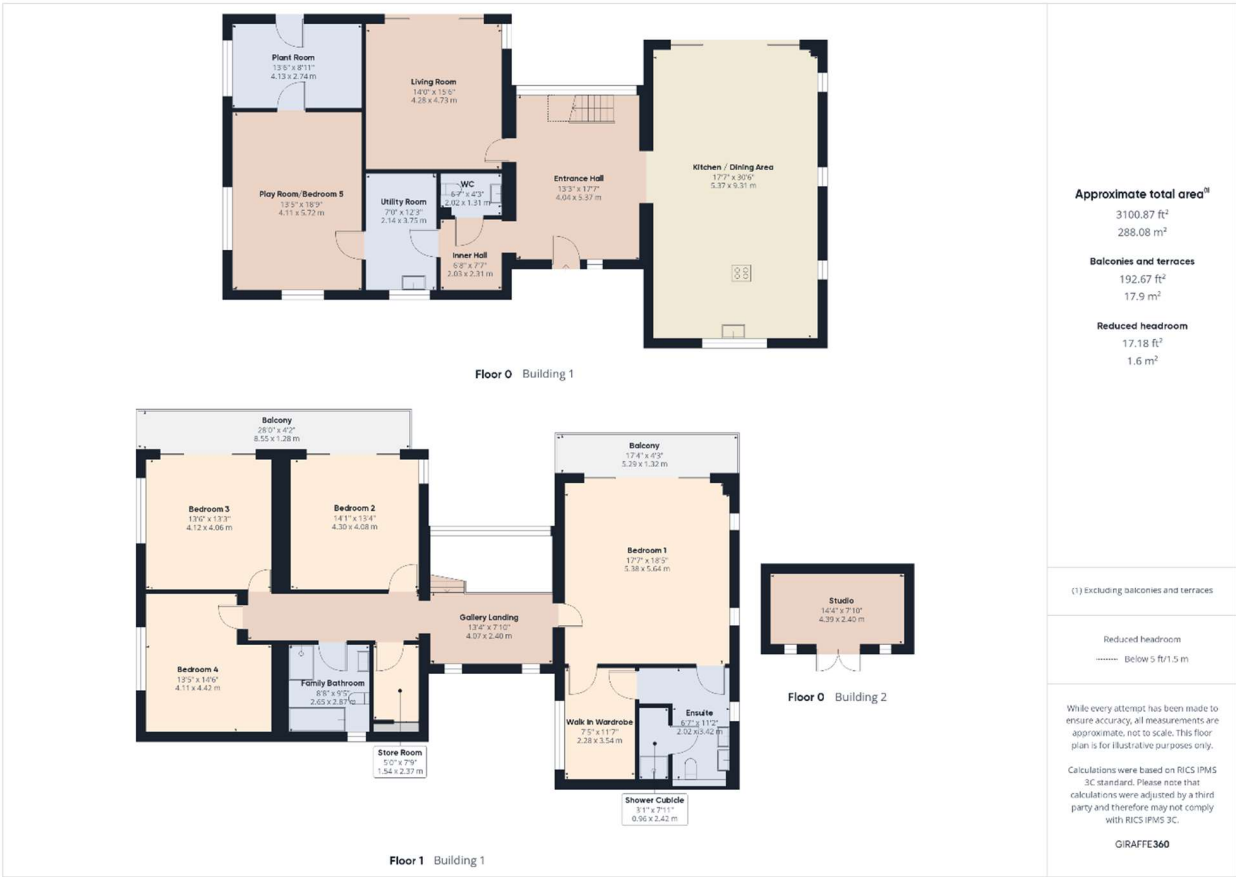 Plant Room
13'6" x 8'11"
4.13 x 2.74 m
Living Room
14'0" x 15'6"
4.28 x 4.73 m
Play Room/Bedroom 5
13'5" x 18'9"
4.11 x 5.72 m
Utility Room
7'0" x 12'3"
2.14 x 3.75 m
WC
6'7" x 4'3"
2.02 x 1.31 m
Inner Hall
6'8" x 7'7"
2.03 x 2.31 m
Entrance Hall
13'3" x 17'7"
4.04 x 5.37 m
Kitchen / Dining Area
17'7" x 30'6"
5.37 x 9.31 m
Floor 0 Building 1
Balcony
28'0" x 4'2"
8.55 x 1.28 m
Bedroom 3
13'6" x 13'3"
4.12 x 4.06 m
Bedroom 2
14'1" x 13'4"
4.30 x 4.08 m
Bedroom 4
13'5" x 14'6"
4.11 x 4.42 m
Family Bathroom
8'8" x 9'5"
2.65 x 2.87 m
Store Room
5'0" x 7'9"
1.54 x 2.37 m
Gallery Landing
13'4" x 7'10"
4.07 x 2.40 m
Balcony
17'4" x 4'3"
5.29 x 1.32 m
Bedroom 1
17'7" x 18'5"
5.38 x 5.64 m
Walk In Wardrobe
7'5" x 11'7"
2.28 x 3.54 m
Ensuite
6'7" x 11'2"
2.02 x 3.42 m
Shower Cubicle
3'1" x 7'11"
0.96 x 2.42 m
Floor 1 Building 1
Studio
14'4" x 7'10"
4.39 x 2.40 m
Floor 0 Building 2
Approximate total area(1)
3100.87 ft²
288.08 m²
Balconies and terraces
192.67 ft²
17.9 m²
Reduced headroom
17.18 ft²
1.6 m²
(1) Excluding balconies and terraces
Reduced headroom
Below 5 ft/1.5 m
While every attempt has been made to
ensure accuracy, all measurements are
approximate, not to scale. This floor
plan is for illustrative purposes only.
Calculations were based on RICS IPMS
3C standard. Please note that
calculations were adjusted by a third
party and therefore may not comply
with RICS IPMS 3C.
GIRAFFE360